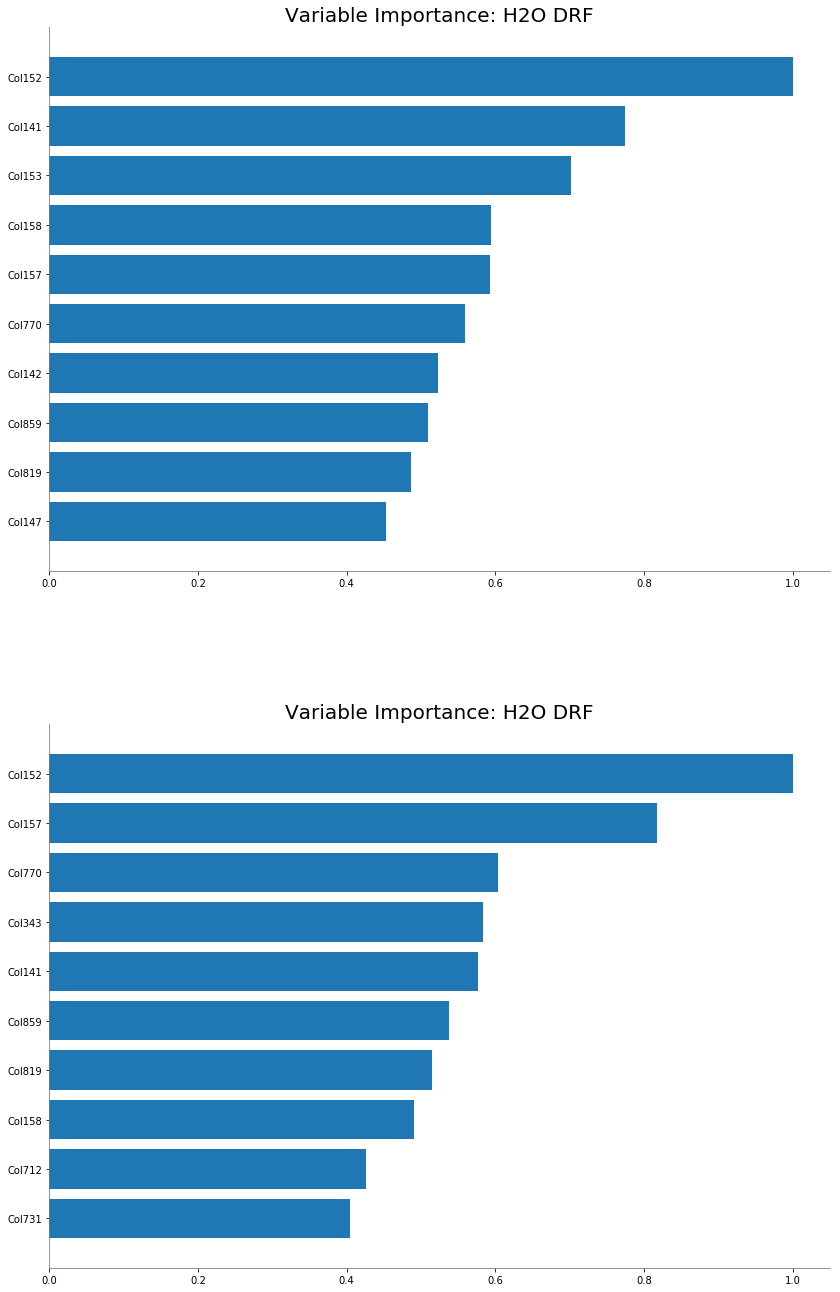 Variable Importance: H2O DRF
Col152
Col141
Col153
Col158
Col157
Col770
Col142
Col859
Col819
Col147
0.0 0.2 0.4 0.6 0.8 1.0
Variable Importance: H2O DRF
Col152
Col157
Col770
Col343
Col141
Col859
Col819
Col158
Col712
Col731
0.0 0.2 0.4 0.6 0.8 1.0